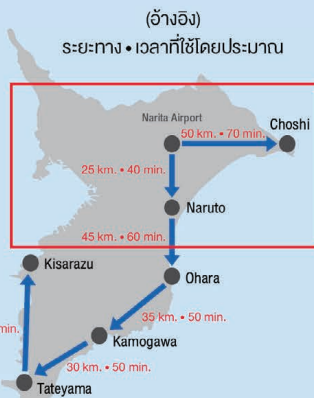 (อ้างอิง)
ระยะทาง • เวลาที่ใช้โดยประมาณ
Narita Airport
50 km. • 70 min.
Choshi
25 km. • 40 min.
Naruto
45 km. • 60 min.
Kisarazu
Ohara
35 km. • 50 min.
min.
Kamogawa
30 km. • 50 min.
Tateyama